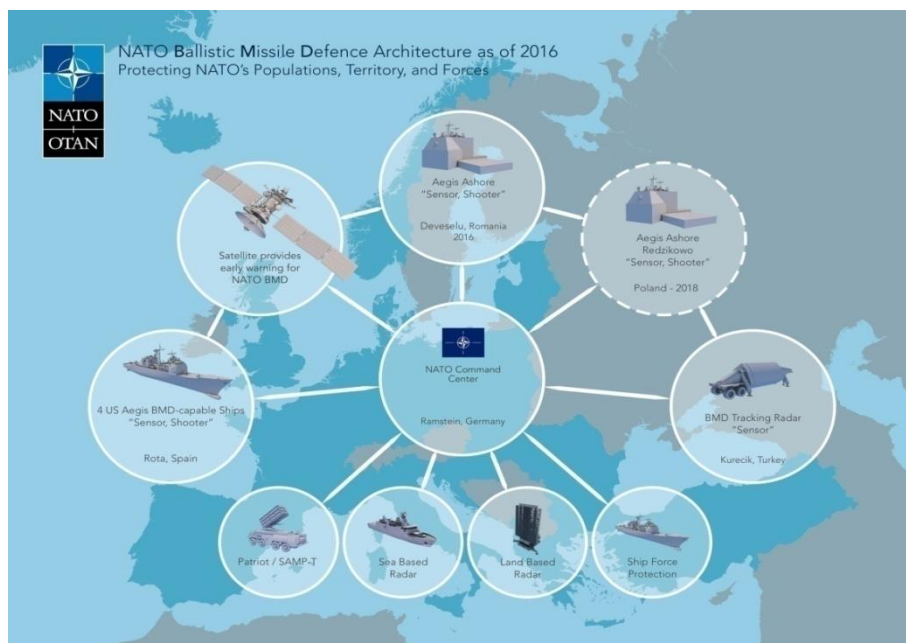 NATO Ballistic Missile Defence Architecture as of 2016
Protecting NATO's Populations, Territory, and Forces
NATO
OTAN
Aegis Ashore
"Sensor, Shooter"
Deveselu, Romania
2016
Aegis Ashore
Redzikowo
"Sensor, Shooter"
Poland - 2018
Satellite provides
early warning for
NATO BMD
NATO Command
Center
Ramstein, Germany
4 US Aegis BMD-capable Ships
"Sensor, Shooter"
Rota, Spain
BMD Tracking Radar
"Sensor"
Kurecik, Turkey
Patriot / SAMP-T
Sea Based
Radar
Land Based
Radar
Ship Force
Protection